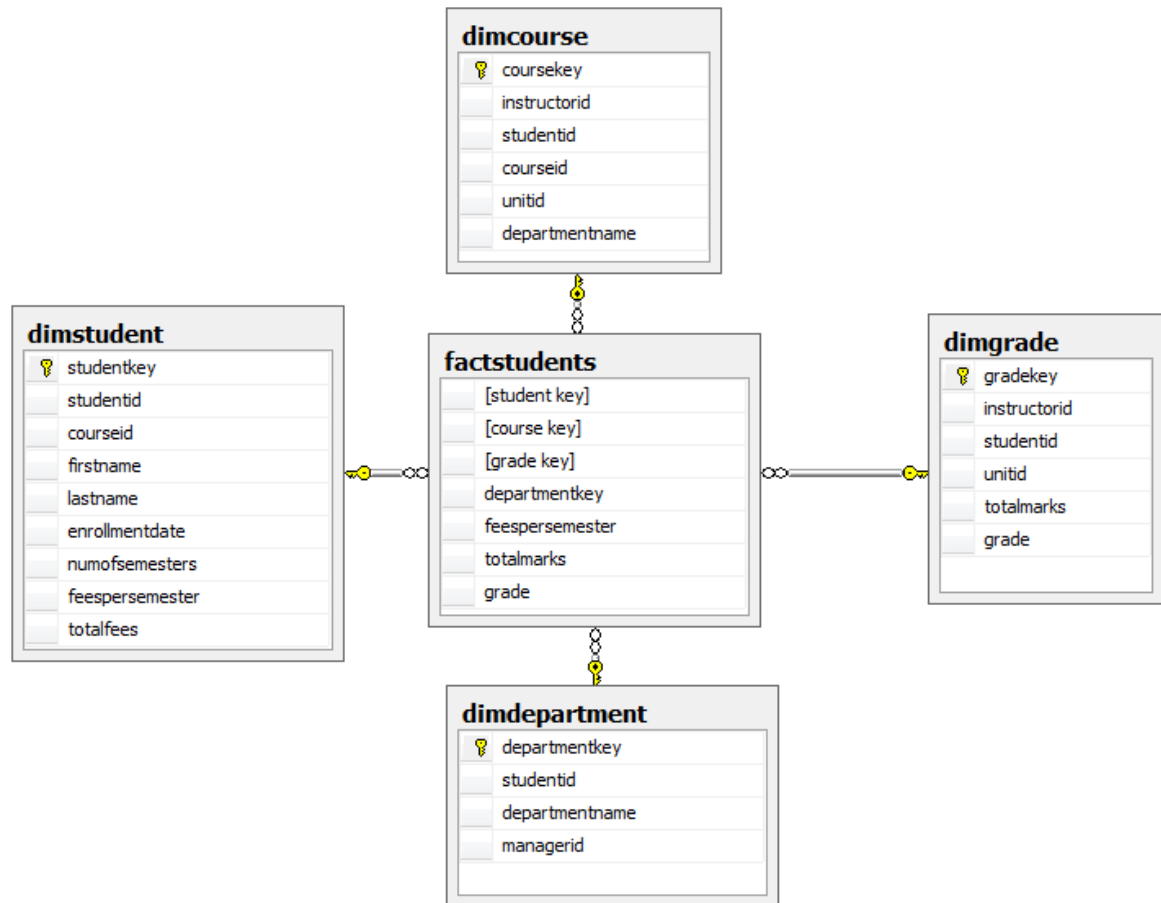 dimcourse
coursekey
instructorid
studentid
courseid
unitid
departmentname
dimstudent
studentkey
studentid
courseid
firstname
lastname
enrollmentdate
numofsemesters
feespersemester
totalfees
factstudents
[student key]
[course key]
[grade key]
departmentkey
feespersemester
totalmarks
grade
dimgrade
gradekey
instructorid
studentid
unitid
totalmarks
grade
dimdepartment
departmentkey
studentid
departmentname
managerid